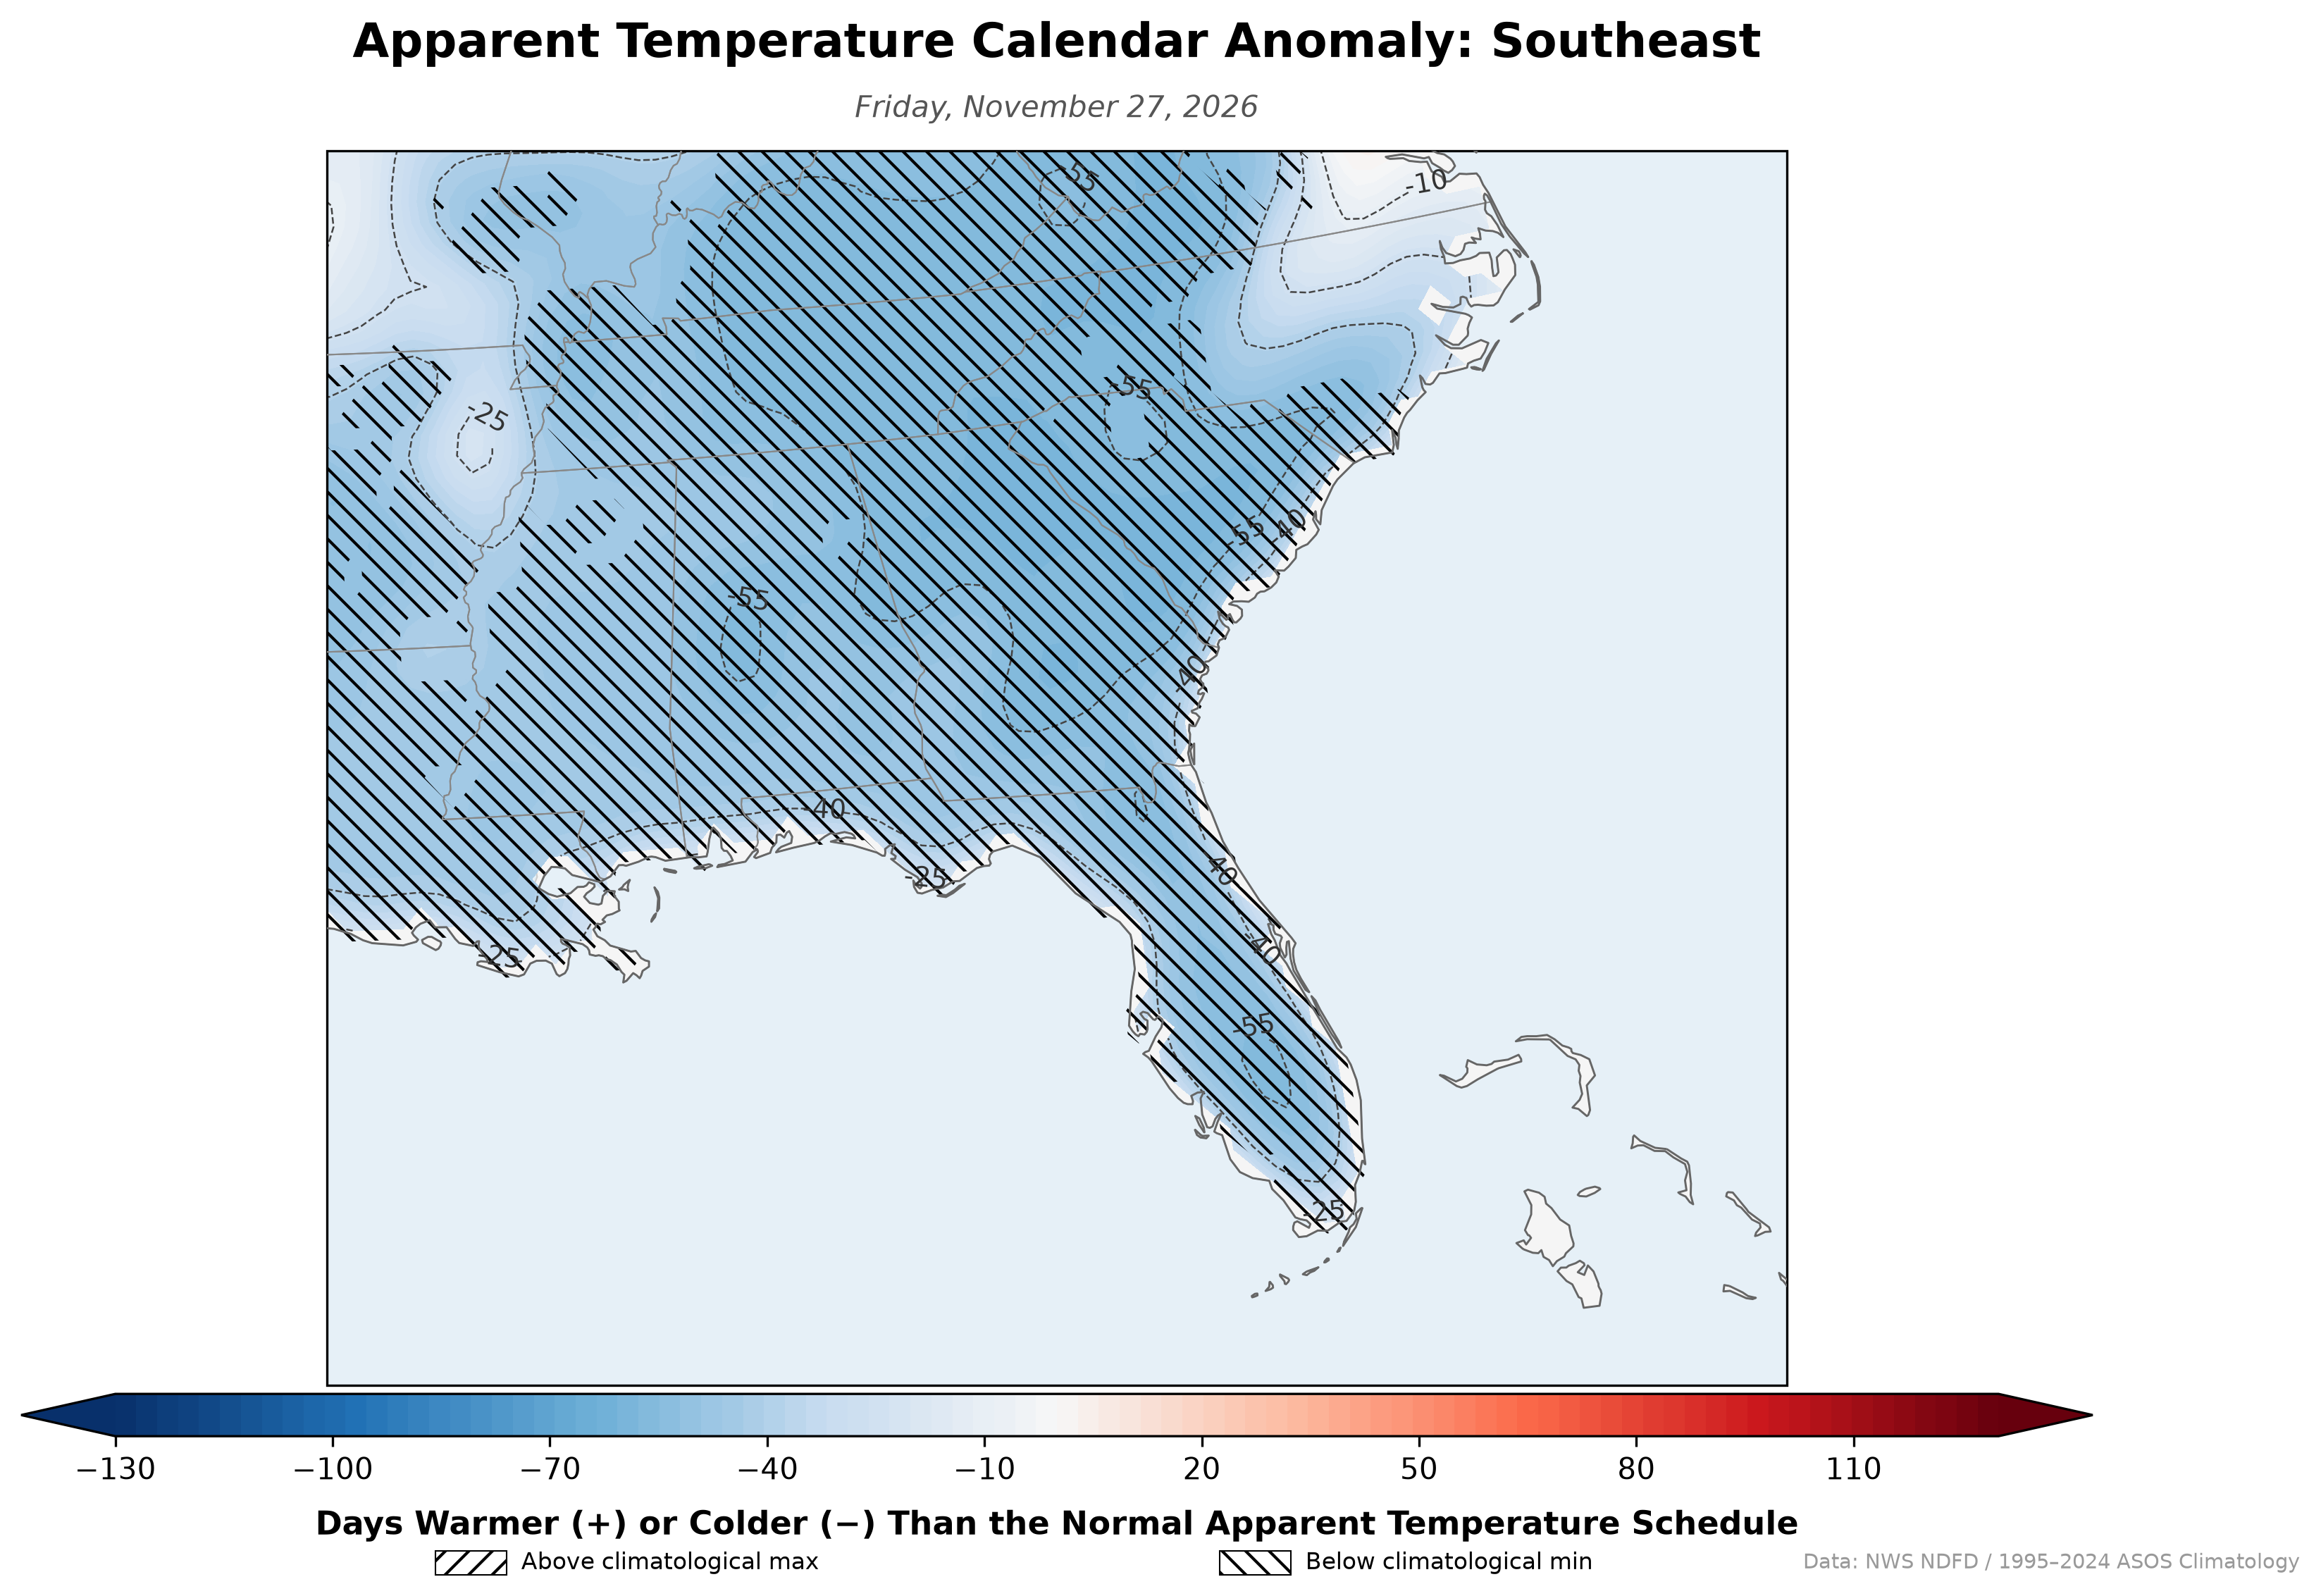 Apparent Temperature Calendar Anomaly: Southeast
Friday, November 27, 2026
-55
-10
-55
-25
-55
-40
-55
-40
-40
-40
-25
-40
-25
-55
-25
−130 −100 −70 −40 −10 20 50 80 110
Days Warmer (+) or Colder (−) Than the Normal Apparent Temperature Schedule
Above climatological max
Below climatological min
Data: NWS NDFD / 1995–2024 ASOS Climatology